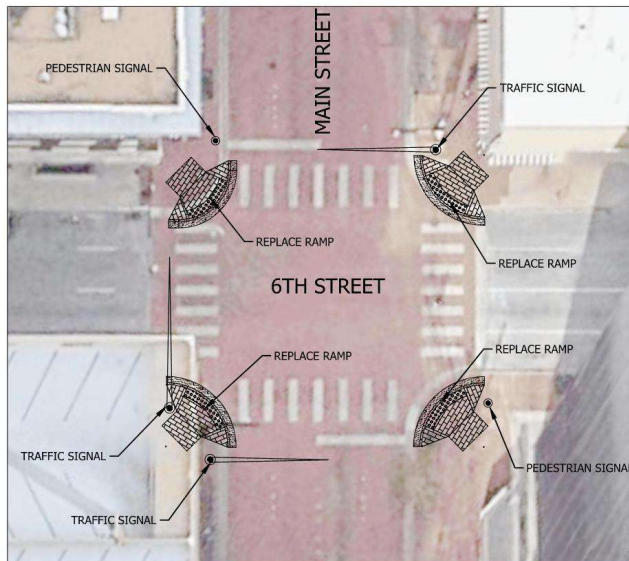 MAIN STREET
PEDESTRIAN SIGNAL
TRAFFIC SIGNAL
REPLACE RAMP
REPLACE RAMP
6TH STREET
REPLACE RAMP
REPLACE RAMP
TRAFFIC SIGNAL
PEDESTRIAN SIGNAL
TRAFFIC SIGNAL